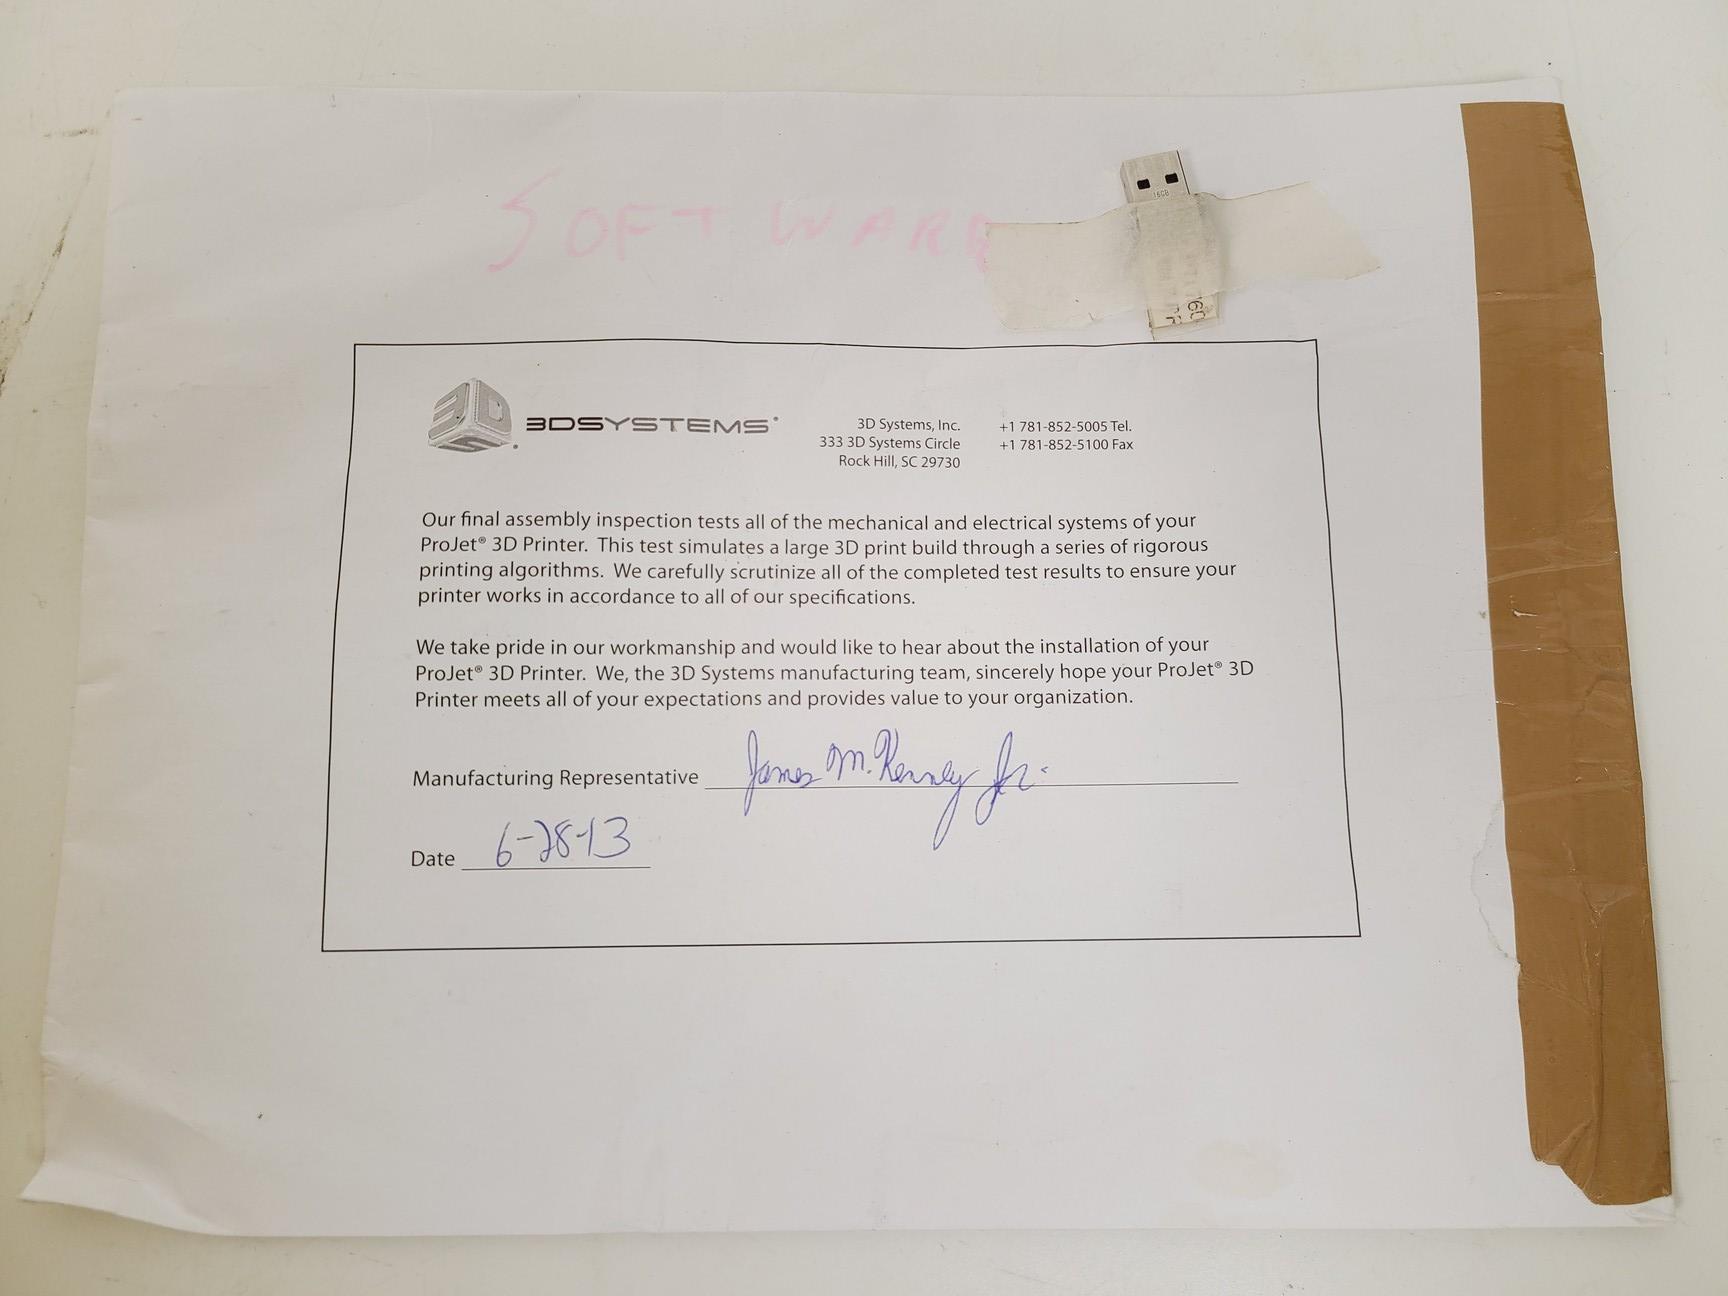 SOFTWARE
16GB
3DSYSTEMS®
3D Systems, Inc.
333 3D Systems Circle
Rock Hill, SC 29730
+1 781-852-5005 Tel.
+1 781-852-5100 Fax
Our final assembly inspection tests all of the mechanical and electrical systems of your
ProJet® 3D Printer. This test simulates a large 3D print build through a series of rigorous
printing algorithms. We carefully scrutinize all of the completed test results to ensure your
printer works in accordance to all of our specifications.
We take pride in our workmanship and would like to hear about the installation of your
ProJet® 3D Printer. We, the 3D Systems manufacturing team, sincerely hope your ProJet® 3D
Printer meets all of your expectations and provides value to your organization.
Manufacturing Representative James M. Kenney Jr.
Date 6-28-13